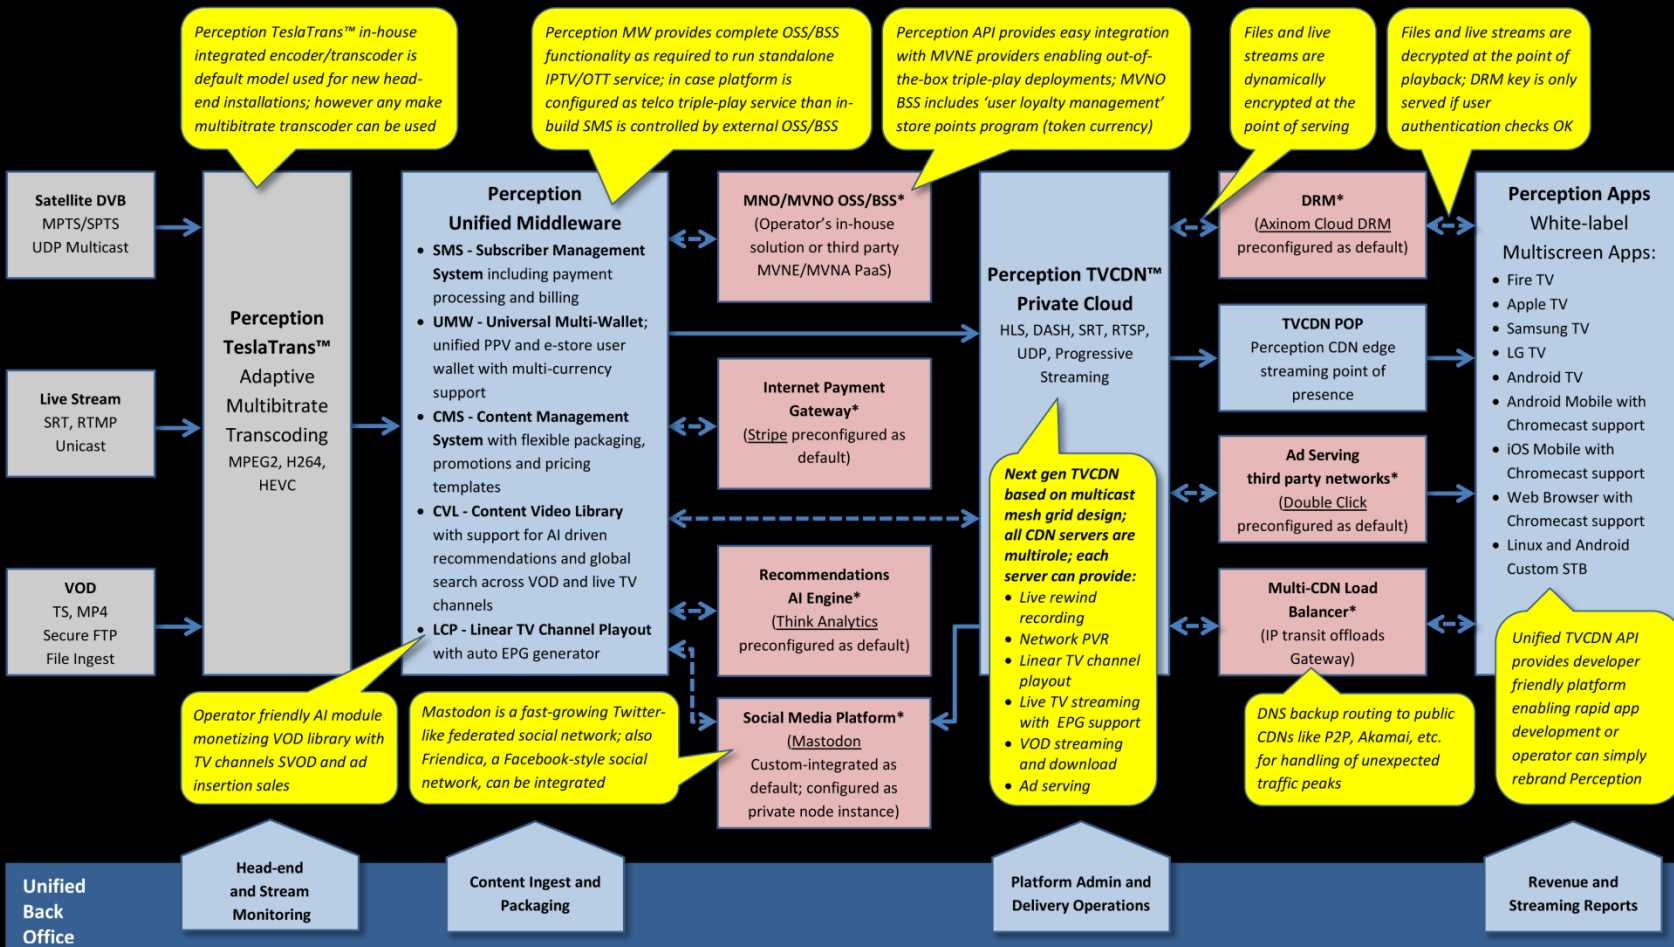 Perception TeslaTrans™ in-house
integrated encoder/transcoder is
default model used for new head-
end installations; however any make
multibitrate transcoder can be used
Perception MW provides complete OSS/BSS
functionality as required to run standalone
IPTV/OTT service; in case platform is
configured as telco triple-play service than in-
build SMS is controlled by external OSS/BSS
Perception API provides easy integration
with MVNE providers enabling out-of-
the-box triple-play deployments; MVNO
BSS includes ‘user loyalty management’
store points program (token currency)
Files and live
streams are
dynamically
encrypted at the
point of serving
Files and live streams are
decrypted at the point of
playback; DRM key is only
served if user
authentication checks OK
Satellite DVB
MPTS/SPTS
UDP Multicast
Live Stream
SRT, RTMP
Unicast
VOD
TS, MP4
Secure FTP
File Ingest
Perception
TeslaTrans™
Adaptive
Multibitrate
Transcoding
MPEG2, H264,
HEVC
Perception
Unified Middleware
• SMS - Subscriber Management
System including payment
processing and billing
• UMW - Universal Multi-Wallet;
unified PPV and e-store user
wallet with multi-currency
support
• CMS - Content Management
System with flexible packaging,
promotions and pricing
templates
• CVL - Content Video Library
with support for AI driven
recommendations and global
search across VOD and live TV
channels
• LCP - Linear TV Channel Playout
with auto EPG generator
MNO/MVNO OSS/BSS*
(Operator’s in-house
solution or third party
MVNE/MVNA PaaS)
Internet Payment
Gateway*
(Stripe preconfigured as
default)
Recommendations
AI Engine*
(Think Analytics
preconfigured as default)
Social Media Platform*
(Mastodon
Custom-integrated as
default; configured as
private node instance)
Perception TVCDN™
Private Cloud
HLS, DASH, SRT, RTSP,
UDP, Progressive
Streaming
Next gen TVCDN
based on multicast
mesh grid design;
all CDN servers are
multirole; each
server can provide:
• Live rewind
recording
• Network PVR
• Linear TV channel
playout
• Live TV streaming
with EPG support
• VOD streaming
and download
• Ad serving
DRM*
(Axinom Cloud DRM
preconfigured as default)
TVCDN POP
Perception CDN edge
streaming point of
presence
Ad Serving
third party networks*
(Double Click
preconfigured as default)
Multi-CDN Load
Balancer*
(IP transit offloads
Gateway)
Perception Apps
White-label
Multiscreen Apps:
• Fire TV
• Apple TV
• Samsung TV
• LG TV
• Android TV
• Android Mobile with
Chromecast support
• iOS Mobile with
Chromecast support
• Web Browser with
Chromecast support
• Linux and Android
Custom STB
Operator friendly AI module
monetizing VOD library with
TV channels SVOD and ad
insertion sales
Mastodon is a fast-growing Twitter-
like federated social network; also
Friendica, a Facebook-style social
network, can be integrated
DNS backup routing to public
CDNs like P2P, Akamai, etc.
for handling of unexpected
traffic peaks
Unified TVCDN API
provides developer
friendly platform
enabling rapid app
development or
operator can simply
rebrand Perception
Unified
Back
Office
Head-end
and Stream
Monitoring
Content Ingest and
Packaging
Platform Admin and
Delivery Operations
Revenue and
Streaming Reports